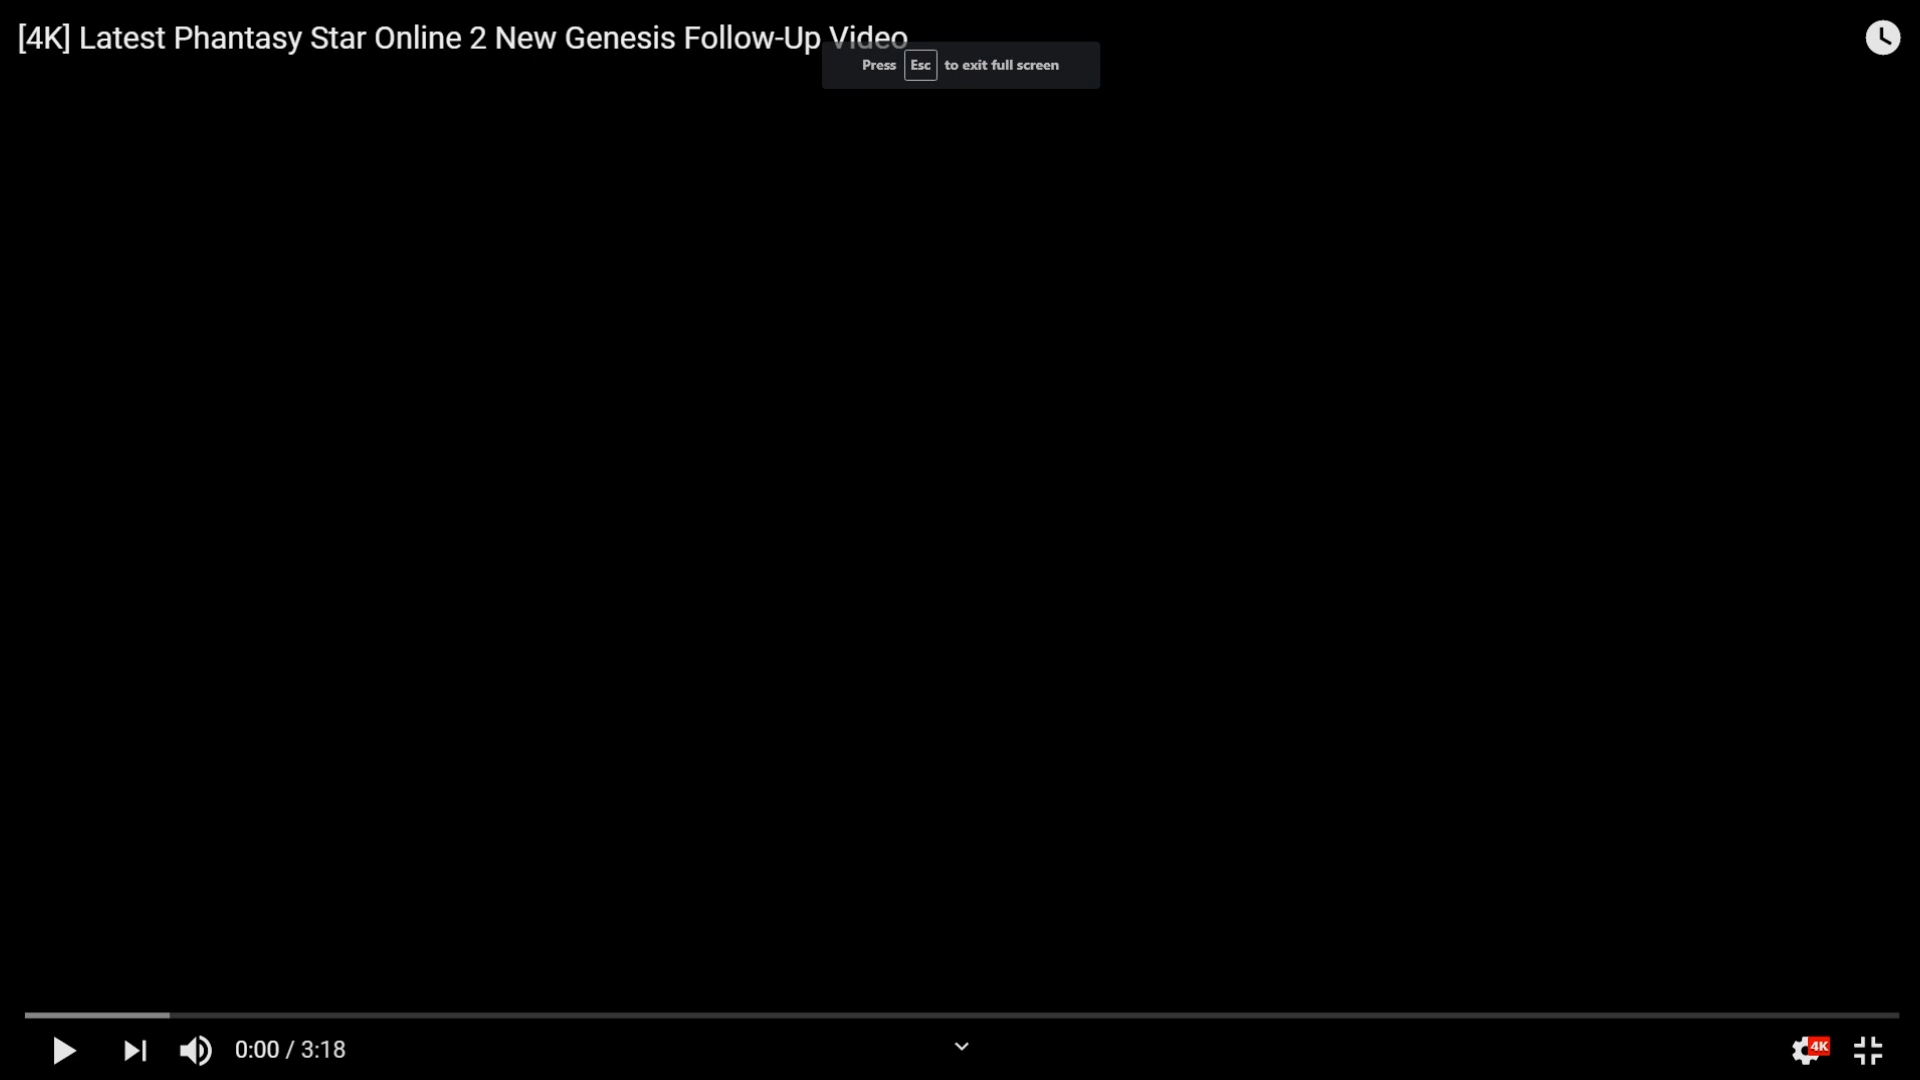 [4K] Latest Phantasy Star Online 2 New Genesis Follow-Up Video
Press Esc to exit full screen
0:00 / 3:18
4K